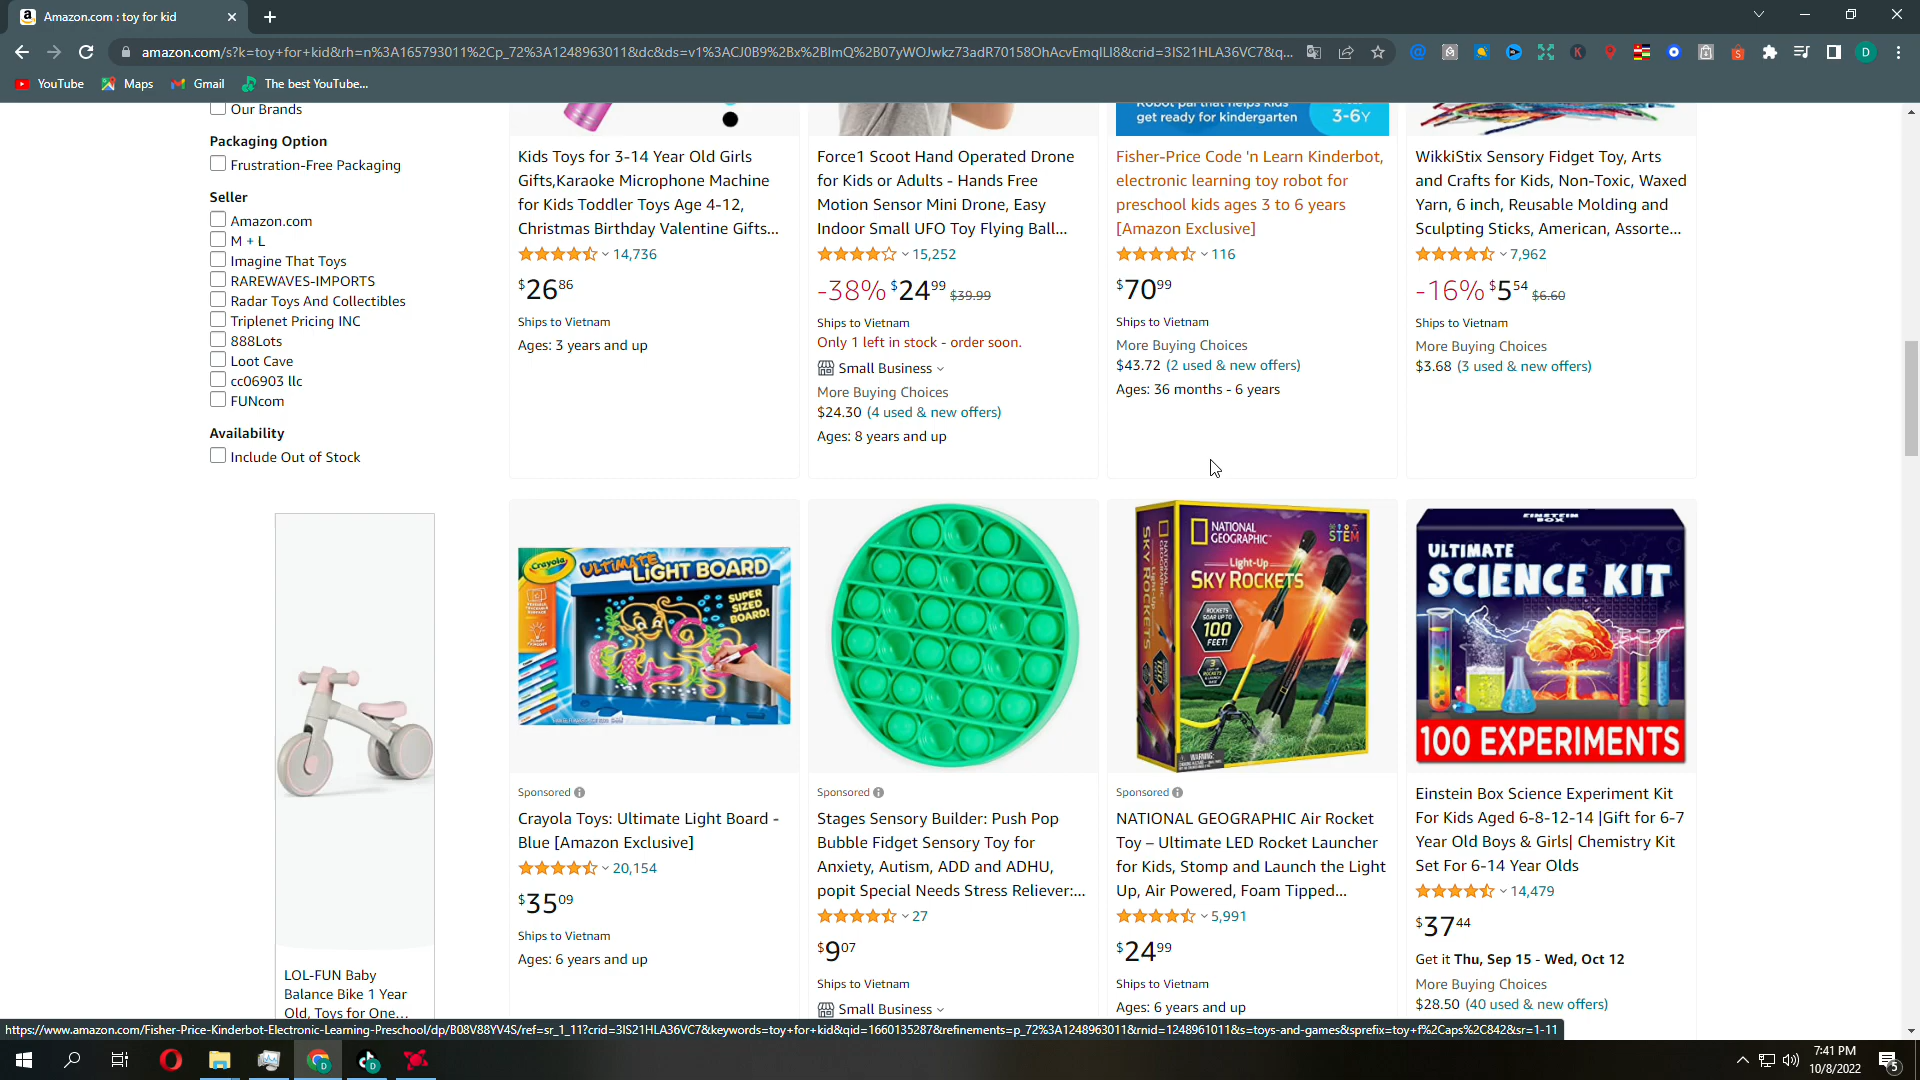 Amazon.com : toy for kid
amazon.com/s?k=toy+for+kid&rh=n%3A165793011%2Cp_72%3A1248963011&dc&ds=v1%3ACJ0B9%2Bx%2BImQ%2B07yWOJwkz73adR70158OhAcvEmqILI8&crid=3IS21HLA36VC7&q...
YouTube
Maps
Gmail
The best YouTube...
Our Brands
Packaging Option
Frustration-Free Packaging
Seller
Amazon.com
M + L
Imagine That Toys
RAREWAVES-IMPORTS
Radar Toys And Collectibles
Triplenet Pricing INC
888Lots
Loot Cave
cc06903 llc
FUNcom
Availability
Include Out of Stock
LOL-FUN Baby
Balance Bike 1 Year
Old, Toys for One...
Kids Toys for 3-14 Year Old Girls
Gifts,Karaoke Microphone Machine
for Kids Toddler Toys Age 4-12,
Christmas Birthday Valentine Gifts...
14,736
$26 86
Ships to Vietnam
Ages: 3 years and up
Force1 Scoot Hand Operated Drone
for Kids or Adults - Hands Free
Motion Sensor Mini Drone, Easy
Indoor Small UFO Toy Flying Ball...
15,252
-38% $24 99 $39.99
Ships to Vietnam
Only 1 left in stock - order soon.
Small Business
More Buying Choices
$24.30 (4 used & new offers)
Ages: 8 years and up
get ready for kindergarten
3-6Y
Fisher-Price Code 'n Learn Kinderbot,
electronic learning toy robot for
preschool kids ages 3 to 6 years
[Amazon Exclusive]
116
$70 99
Ships to Vietnam
More Buying Choices
$43.72 (2 used & new offers)
Ages: 36 months - 6 years
WikkiStix Sensory Fidget Toy, Arts
and Crafts for Kids, Non-Toxic, Waxed
Yarn, 6 inch, Reusable Molding and
Sculpting Sticks, American, Assorte...
7,962
-16% $5 54 $6.60
Ships to Vietnam
More Buying Choices
$3.68 (3 used & new offers)
Crayola
ULTIMATE
LIGHT BOARD
SUPER
SIZED
BOARD!
Sponsored
Crayola Toys: Ultimate Light Board -
Blue [Amazon Exclusive]
20,154
$35 09
Ships to Vietnam
Ages: 6 years and up
Sponsored
Stages Sensory Builder: Push Pop
Bubble Fidget Sensory Toy for
Anxiety, Autism, ADD and ADHU,
popit Special Needs Stress Reliever:...
27
$9 07
Ships to Vietnam
Small Business
NATIONAL
GEOGRAPHIC
STEM
Light-Up
SKY ROCKETS
ROCKETS
SOAR UP TO
100
FEET!
SKY ROCKETS
WARNING:
Sponsored
NATIONAL GEOGRAPHIC Air Rocket
Toy – Ultimate LED Rocket Launcher
for Kids, Stomp and Launch the Light
Up, Air Powered, Foam Tipped...
5,991
$24 99
Ships to Vietnam
Ages: 6 years and up
EINSTEIN
BOX
ULTIMATE
SCIENCE KIT
100 EXPERIMENTS
Einstein Box Science Experiment Kit
For Kids Aged 6-8-12-14 |Gift for 6-7
Year Old Boys & Girls| Chemistry Kit
Set For 6-14 Year Olds
14,479
$37 44
Get it Thu, Sep 15 - Wed, Oct 12
More Buying Choices
$28.50 (40 used & new offers)
https://www.amazon.com/Fisher-Price-Kinderbot-Electronic-Learning-Preschool/dp/B08V88YV4S/ref=sr_1_11?crid=3IS21HLA36VC7&keywords=toy+for+kid&qid=1660135287&refinements=p_72%3A1248963011&rnid=1248961011&s=toys-and-games&sprefix=toy+f%2Caps%2C842&sr=1-11
7:41 PM
10/8/2022
5